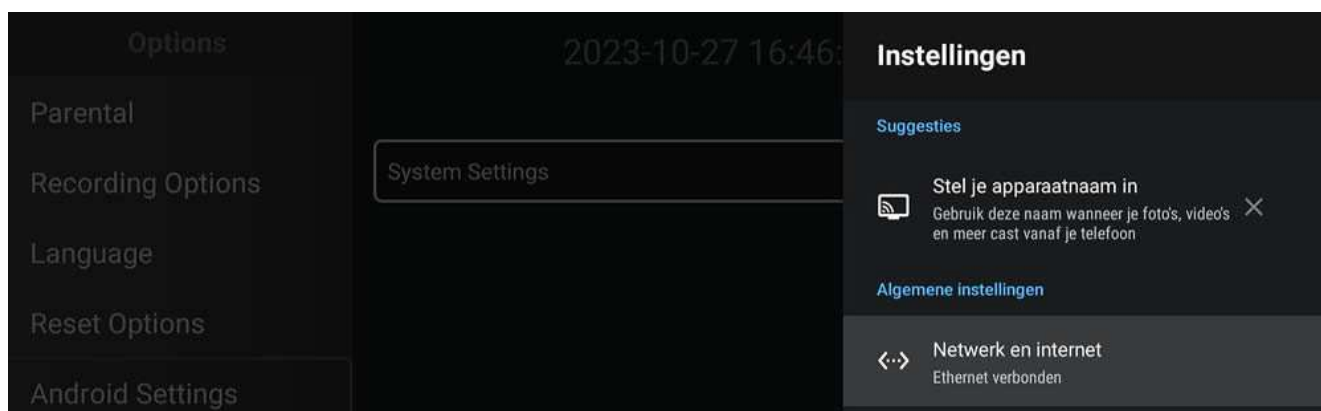 Options
Parental
Recording Options
Language
Reset Options
Android Settings
2023-10-27 16:46:
System Settings
Instellingen
Suggesties
Stel je apparaatnaam in
Gebruik deze naam wanneer je foto's, video's
en meer cast vanaf je telefoon
Algemene instellingen
Netwerk en internet
Ethernet verbonden